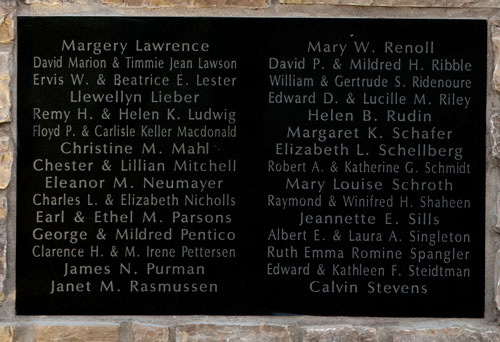 Margery Lawrence
David Marion & Timmie Jean Lawson
Ervis W. & Beatrice E. Lester
Llewellyn Lieber
Remy H. & Helen K. Ludwig
Floyd P. & Carlisle Keller Macdonald
Christine M. Mahl
Chester & Lillian Mitchell
Eleanor M. Neumayer
Charles L. & Elizabeth Nicholls
Earl & Ethel M. Parsons
George & Mildred Pentico
Clarence H. & M. Irene Pettersen
James N. Purman
Janet M. Rasmussen
Mary W. Renoll
David P. & Mildred H. Ribble
William & Gertrude S. Ridenoure
Edward D. & Lucille M. Riley
Helen B. Rudin
Margaret K. Schafer
Elizabeth L. Schellberg
Robert A. & Katherine G. Schmidt
Mary Louise Schroth
Raymond & Winifred H. Shaheen
Jeannette E. Sills
Albert E. & Laura A. Singleton
Ruth Emma Romine Spangler
Edward & Kathleen F. Steidtman
Calvin Stevens